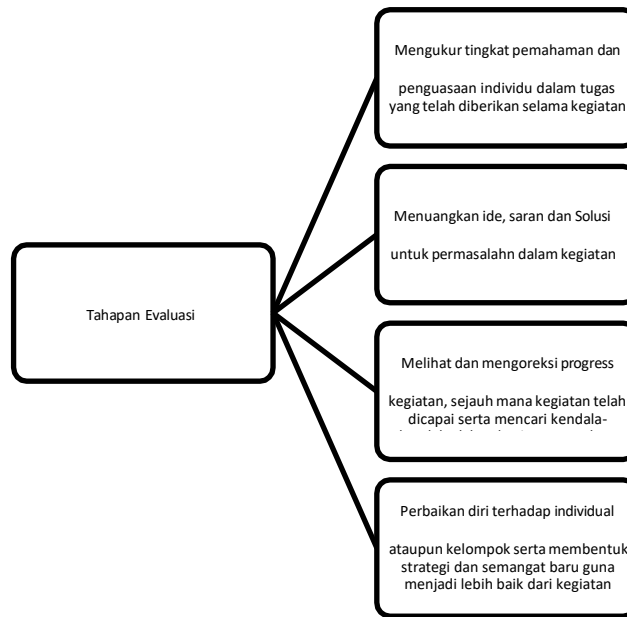 Mengukur tingkat pemahaman dan
penguasaan individu dalam tugas
yang telah diberikan selama kegiatan
Menuangkan ide, saran dan Solusi
untuk permasalahn dalam kegiatan
Tahapan Evaluasi
Melihat dan mengoreksi progress
kegiatan, sejauh mana kegiatan telah
dicapai serta mencari kendala-
Perbaikan diri terhadap individual
ataupun kelompok serta membentuk
strategi dan semangat baru guna
menjadi lebih baik dari kegiatan